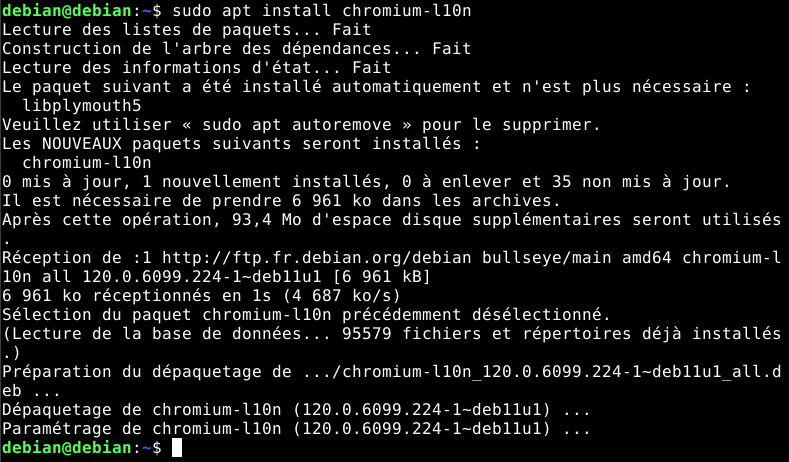 debian@debian:~$ sudo apt install chromium-l10n
Lecture des listes de paquets... Fait
Construction de l'arbre des dépendances... Fait
Lecture des informations d'état... Fait
Le paquet suivant a été installé automatiquement et n'est plus nécessaire :
  libplymouth5
Veuillez utiliser « sudo apt autoremove » pour le supprimer.
Les NOUVEAUX paquets suivants seront installés :
  chromium-l10n
0 mis à jour, 1 nouvellement installés, 0 à enlever et 35 non mis à jour.
Il est nécessaire de prendre 6 961 ko dans les archives.
Après cette opération, 93,4 Mo d'espace disque supplémentaires seront utilisés
.
Réception de :1 http://ftp.fr.debian.org/debian bullseye/main amd64 chromium-l
10n all 120.0.6099.224-1~deb11u1 [6 961 kB]
6 961 ko réceptionnés en 1s (4 687 ko/s)
Sélection du paquet chromium-l10n précédemment désélectionné.
(Lecture de la base de données... 95579 fichiers et répertoires déjà installés
.)
Préparation du dépaquetage de .../chromium-l10n_120.0.6099.224-1~deb11u1_all.d
eb ...
Dépaquetage de chromium-l10n (120.0.6099.224-1~deb11u1) ...
Paramétrage de chromium-l10n (120.0.6099.224-1~deb11u1) ...
debian@debian:~$